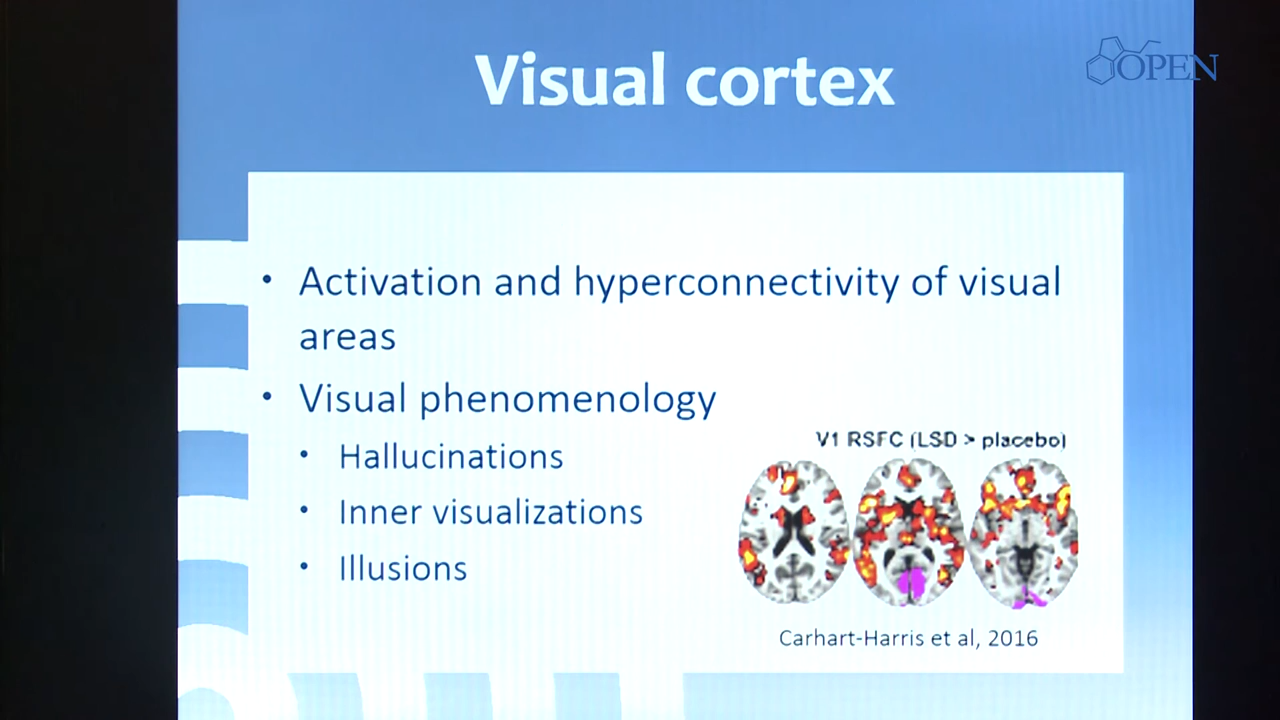 Visual cortex
OPEN
• Activation and hyperconnectivity of visual
areas
• Visual phenomenology
• Hallucinations
• Inner visualizations
• Illusions
V1 RSFC (LSD > placebo)
Carhart-Harris et al, 2016